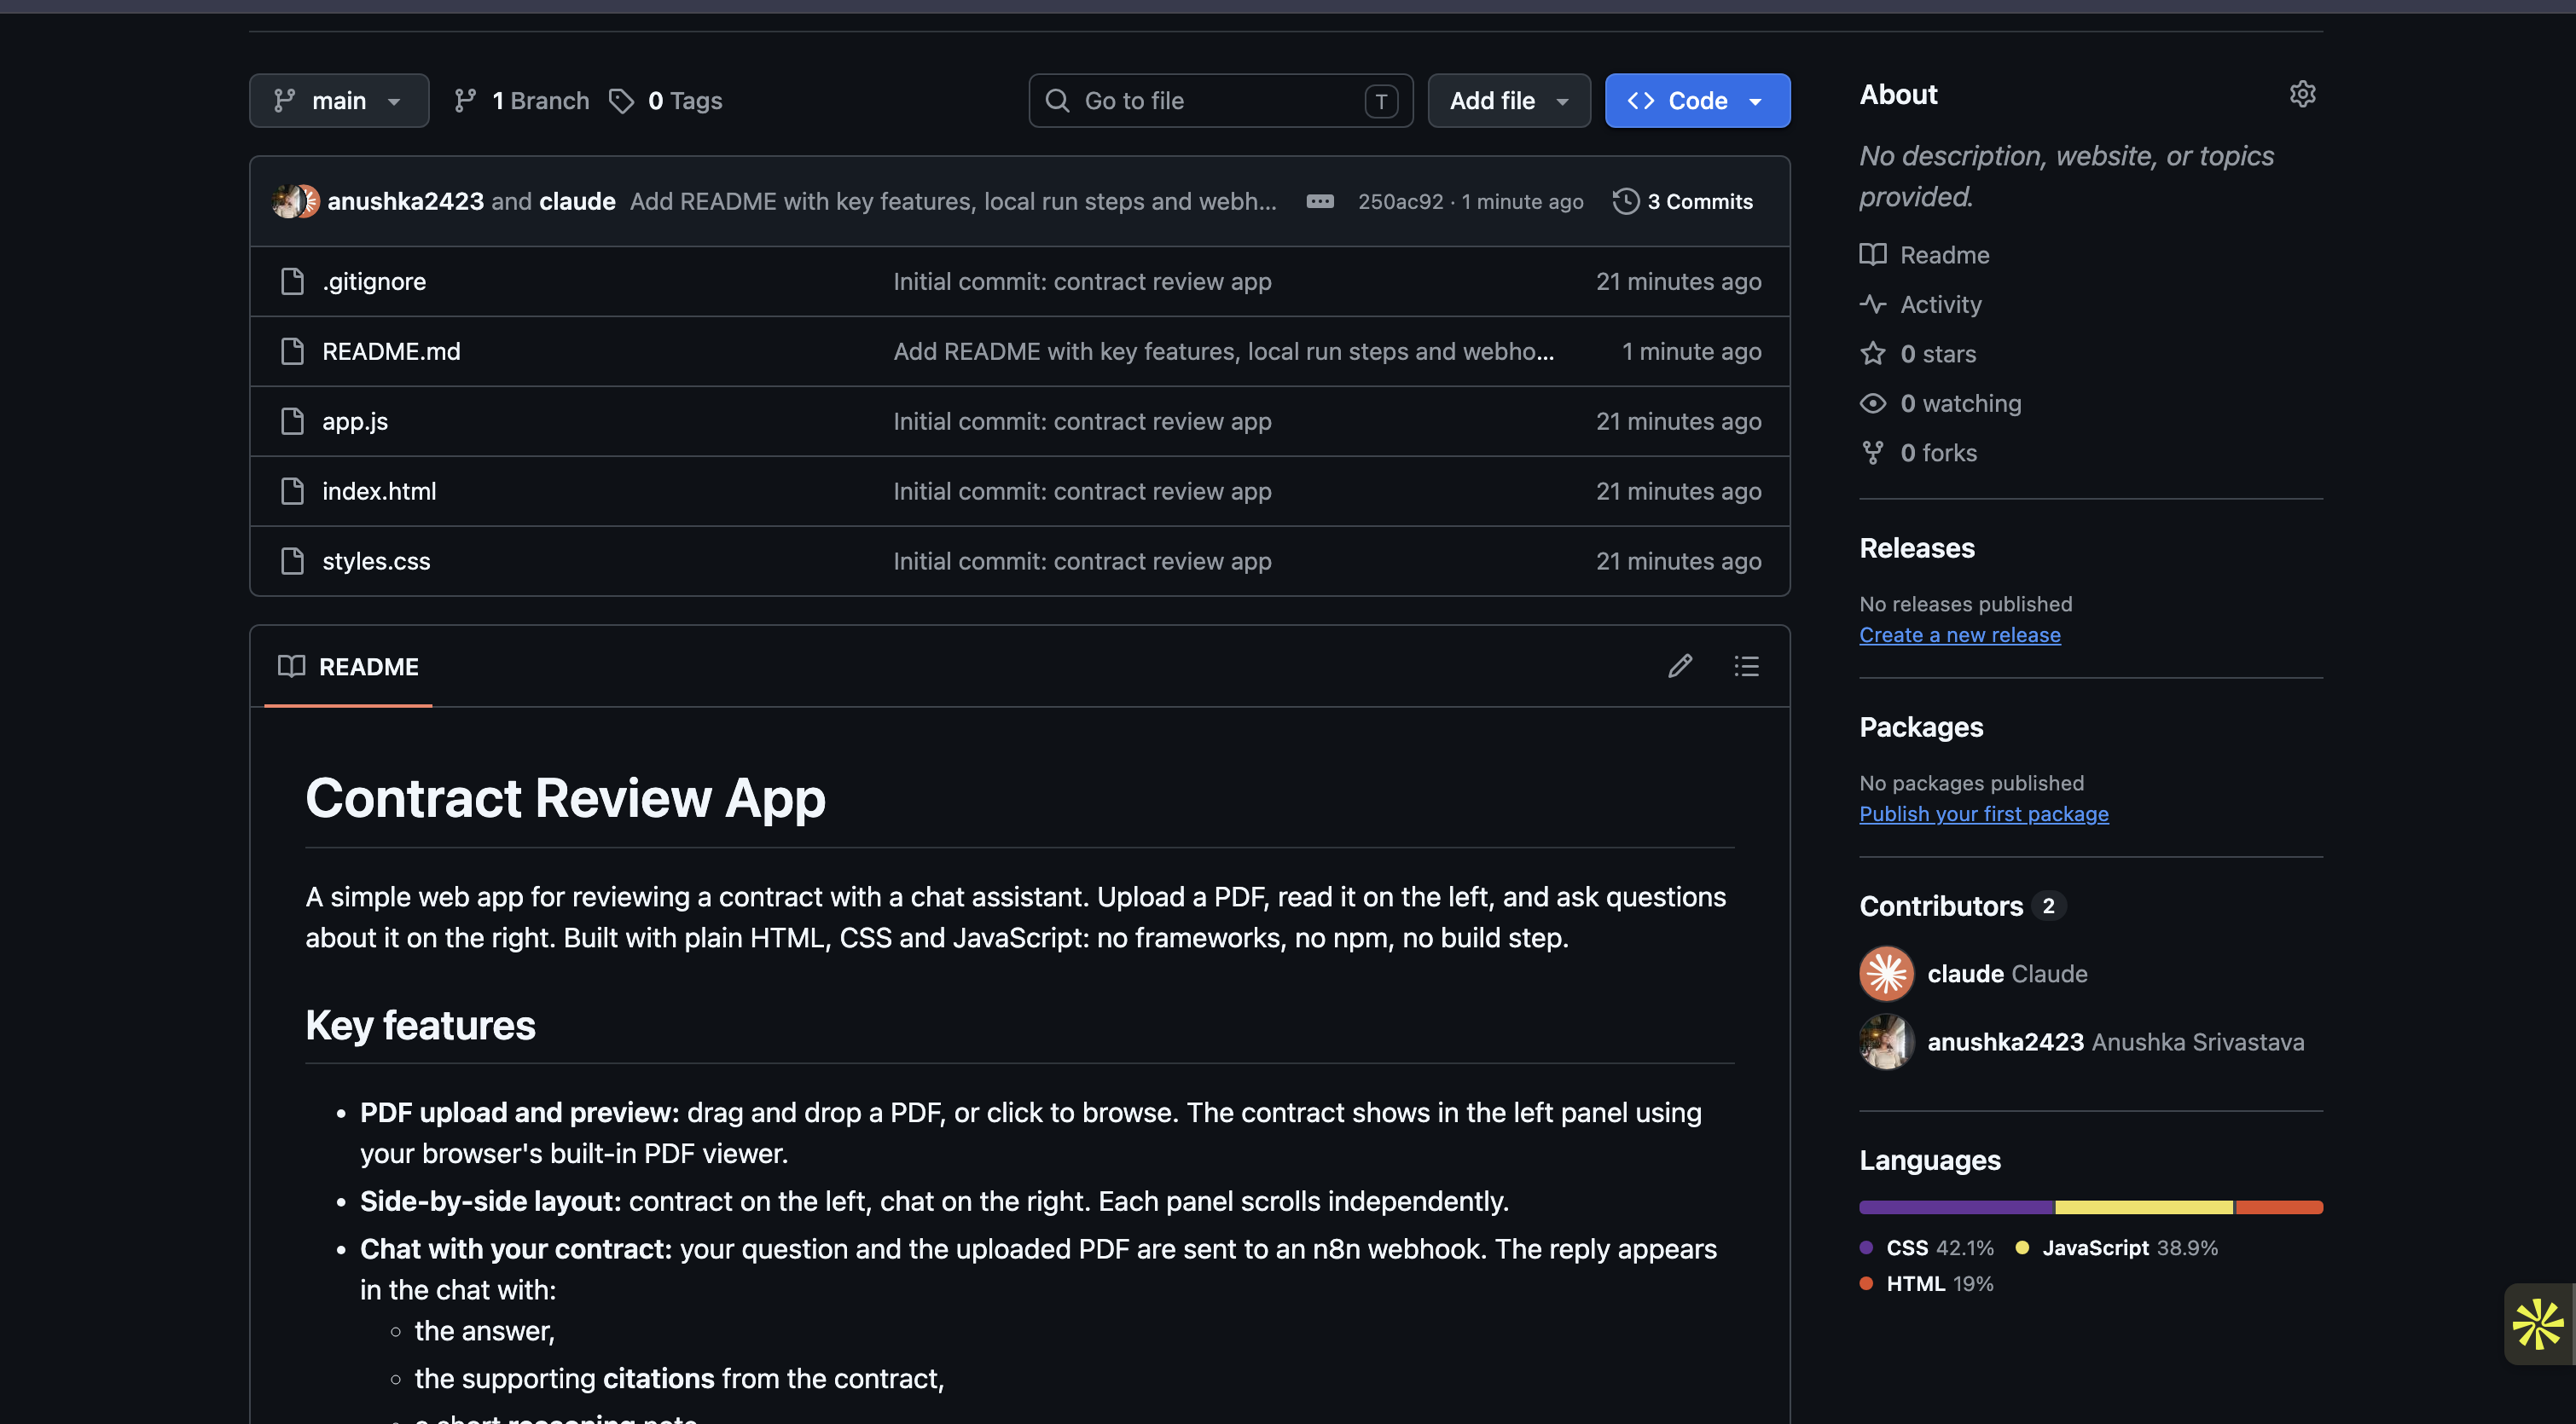 main
1 Branch
0 Tags
Go to file
T
Add file
Code
anushka2423 and claude Add README with key features, local run steps and webh...
250ac92 · 1 minute ago
3 Commits
.gitignore Initial commit: contract review app 21 minutes ago
README.md Add README with key features, local run steps and webho... 1 minute ago
app.js Initial commit: contract review app 21 minutes ago
index.html Initial commit: contract review app 21 minutes ago
styles.css Initial commit: contract review app 21 minutes ago
README
Contract Review App
A simple web app for reviewing a contract with a chat assistant. Upload a PDF, read it on the left, and ask questions
about it on the right. Built with plain HTML, CSS and JavaScript: no frameworks, no npm, no build step.
Key features
• PDF upload and preview: drag and drop a PDF, or click to browse. The contract shows in the left panel using
your browser's built-in PDF viewer.
• Side-by-side layout: contract on the left, chat on the right. Each panel scrolls independently.
• Chat with your contract: your question and the uploaded PDF are sent to an n8n webhook. The reply appears
in the chat with:
◦ the answer,
◦ the supporting citations from the contract,
◦ a short reasoning note
About
No description, website, or topics
provided.
Readme
Activity
0 stars
0 watching
0 forks
Releases
No releases published
Create a new release
Packages
No packages published
Publish your first package
Contributors 2
claude Claude
anushka2423 Anushka Srivastava
Languages
CSS 42.1%
JavaScript 38.9%
HTML 19%